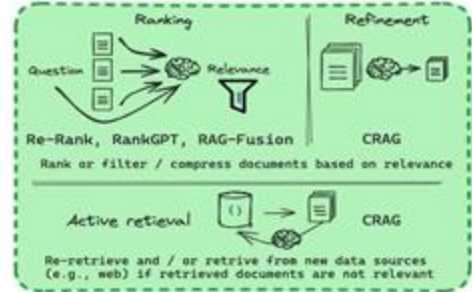 Ranking
Refinement
Question
Relevance
Re-Rank, RankGPT, RAG-Fusion
CRAG
Rank or filter / compress documents based on relevance
Active retieval
{}
CRAG
Re-retrieve and / or retrive from new data sources
(e.g., web) if retrieved documents are not relevant